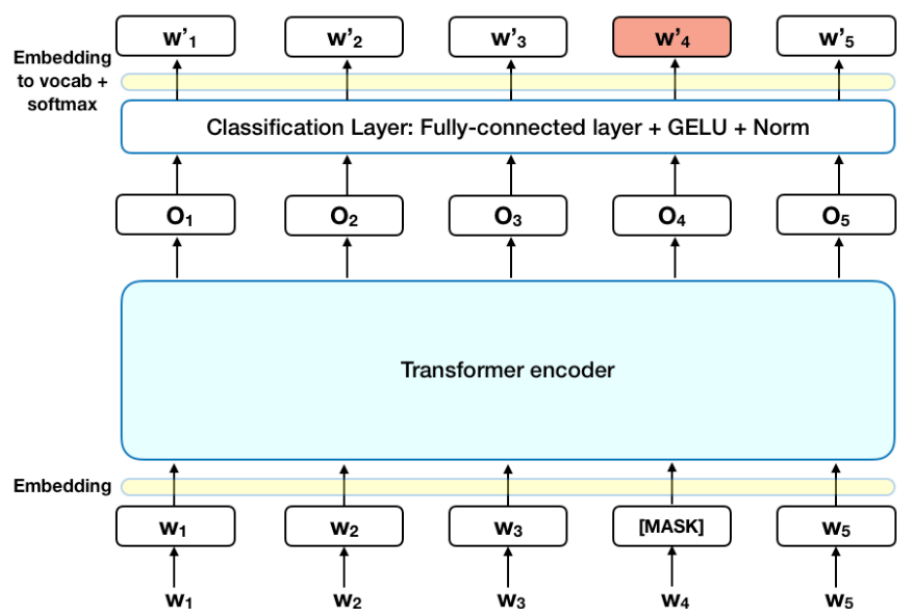 w'₁ w'₂ w'₃ w'₄ w'₅
Embedding
to vocab +
softmax
Classification Layer: Fully-connected layer + GELU + Norm
O₁ O₂ O₃ O₄ O₅
Transformer encoder
Embedding
w₁ w₂ w₃ [MASK] w₅
w₁ w₂ w₃ w₄ w₅